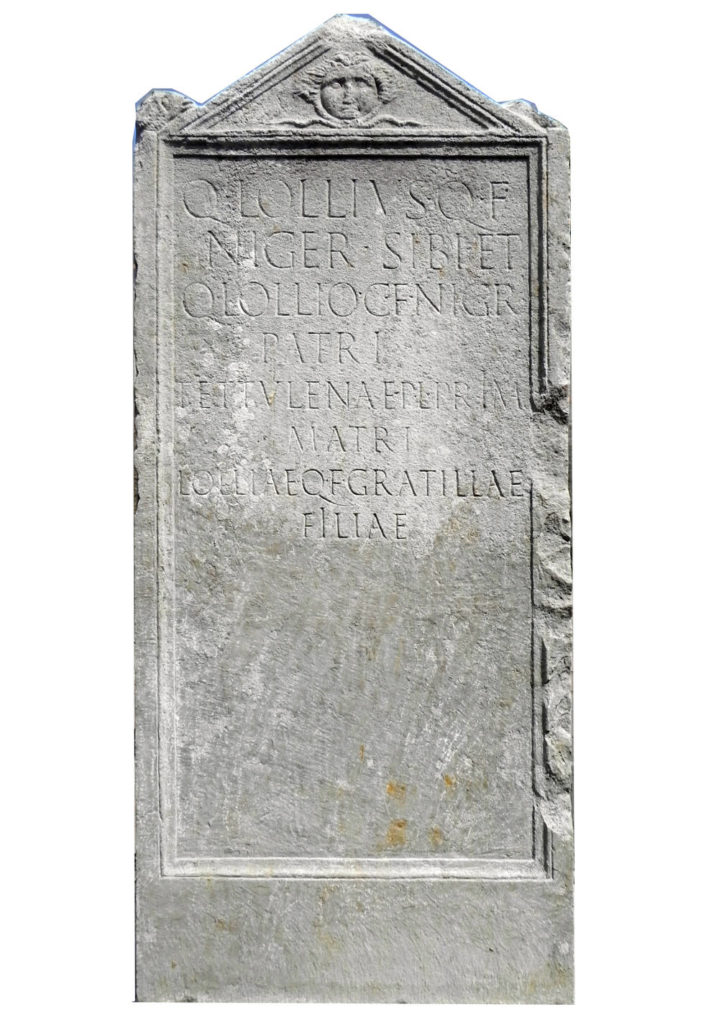 Q·LOLLIVS·Q·F
NIGER·SIBI·ET
Q·LOLLIO·C·F·NIGR
PATRI
TETTVLENAE·P·L·PRIM
MATRI
LOLLIAE·Q·F·GRATILLAE
FILIAE